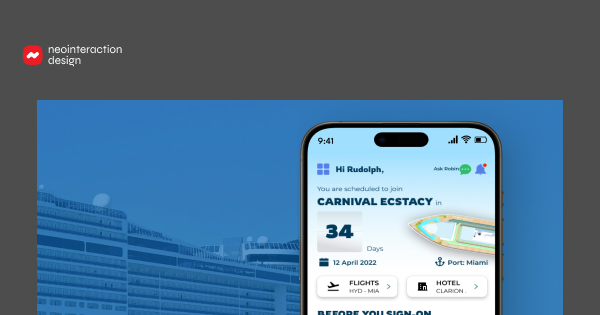 neointeraction
design
9:41
Hi Rudolph,
Ask Robin
You are scheduled to join
CARNIVAL ECSTACY in
34
Days
12 April 2022
Port: Miami
FLIGHTS
HYD - MIA
HOTEL
CLARION..
BEFORE YOU SIGN-ON